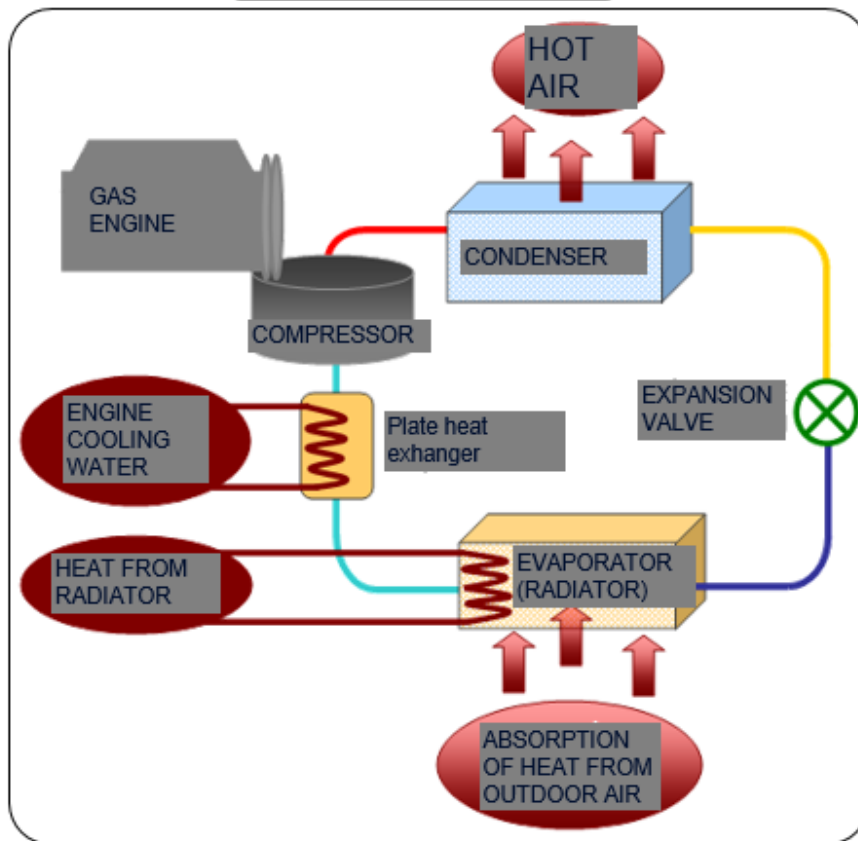 HOT
AIR
GAS
ENGINE
CONDENSER
COMPRESSOR
EXPANSION
VALVE
ENGINE
COOLING
WATER
Plate heat
exhanger
HEAT FROM
RADIATOR
EVAPORATOR
(RADIATOR)
ABSORPTION
OF HEAT FROM
OUTDOOR AIR